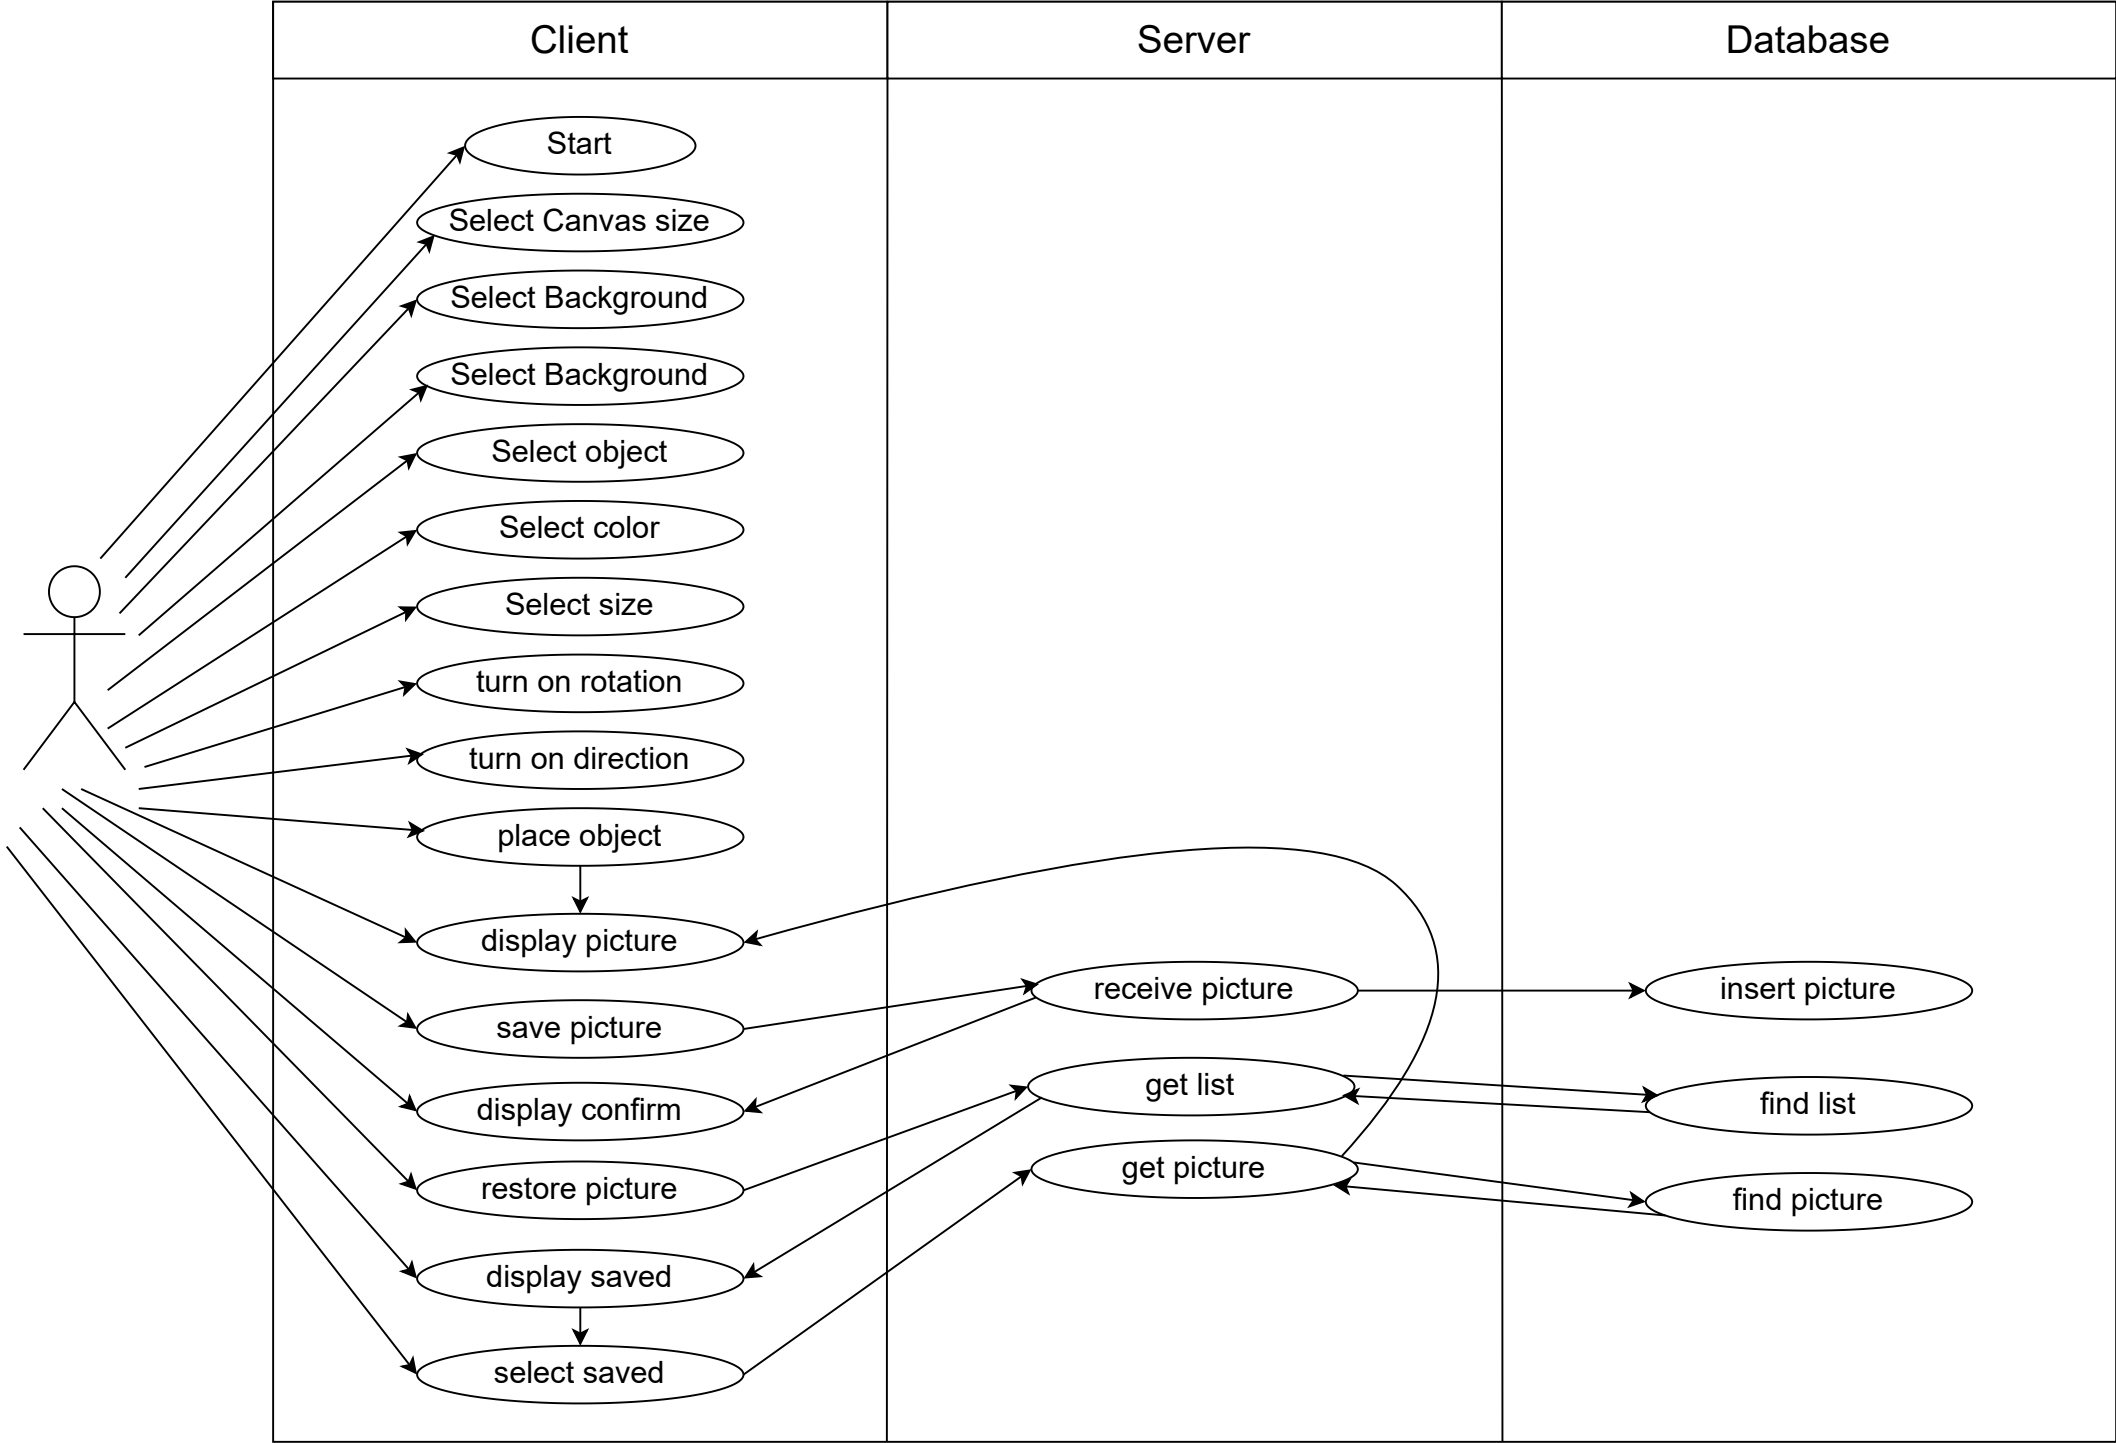 Client
Server
Database
Start
Select Canvas size
Select Background
Select Background
Select object
Select color
Select size
turn on rotation
turn on direction
place object
display picture
save picture
display confirm
restore picture
display saved
select saved
receive picture
get list
get picture
insert picture
find list
find picture